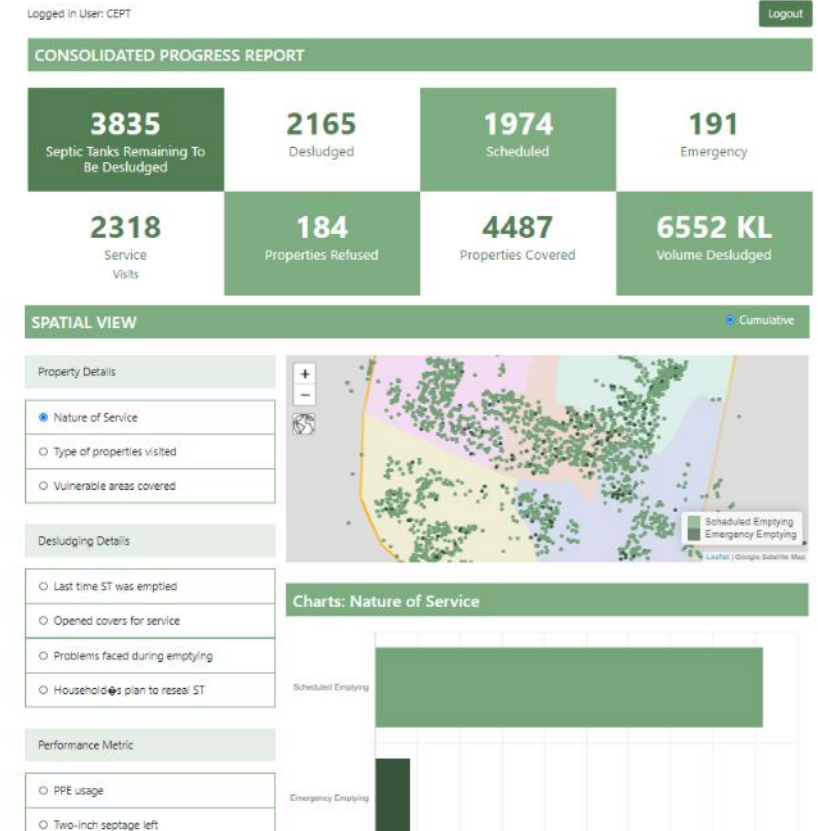 Logged in User: CEPT
Logout
CONSOLIDATED PROGRESS REPORT
3835
Septic Tanks Remaining To
Be Desludged
2165
Desludged
1974
Scheduled
191
Emergency
2318
Service
Visits
184
Properties Refused
4487
Properties Covered
6552 KL
Volume Desludged
SPATIAL VIEW
Cumulative
Property Details
Nature of Service
Type of properties visited
Vulnerable areas covered
Desludging Details
Last time ST was emptied
Opened covers for service
Problems faced during emptying
Household�s plan to reseal ST
Performance Metric
PPE usage
Two-inch septage left
+
−
Scheduled Emptying
Emergency Emptying
Leaflet | Google Satellite Map
Charts: Nature of Service
Scheduled Emptying
Emergency Emptying